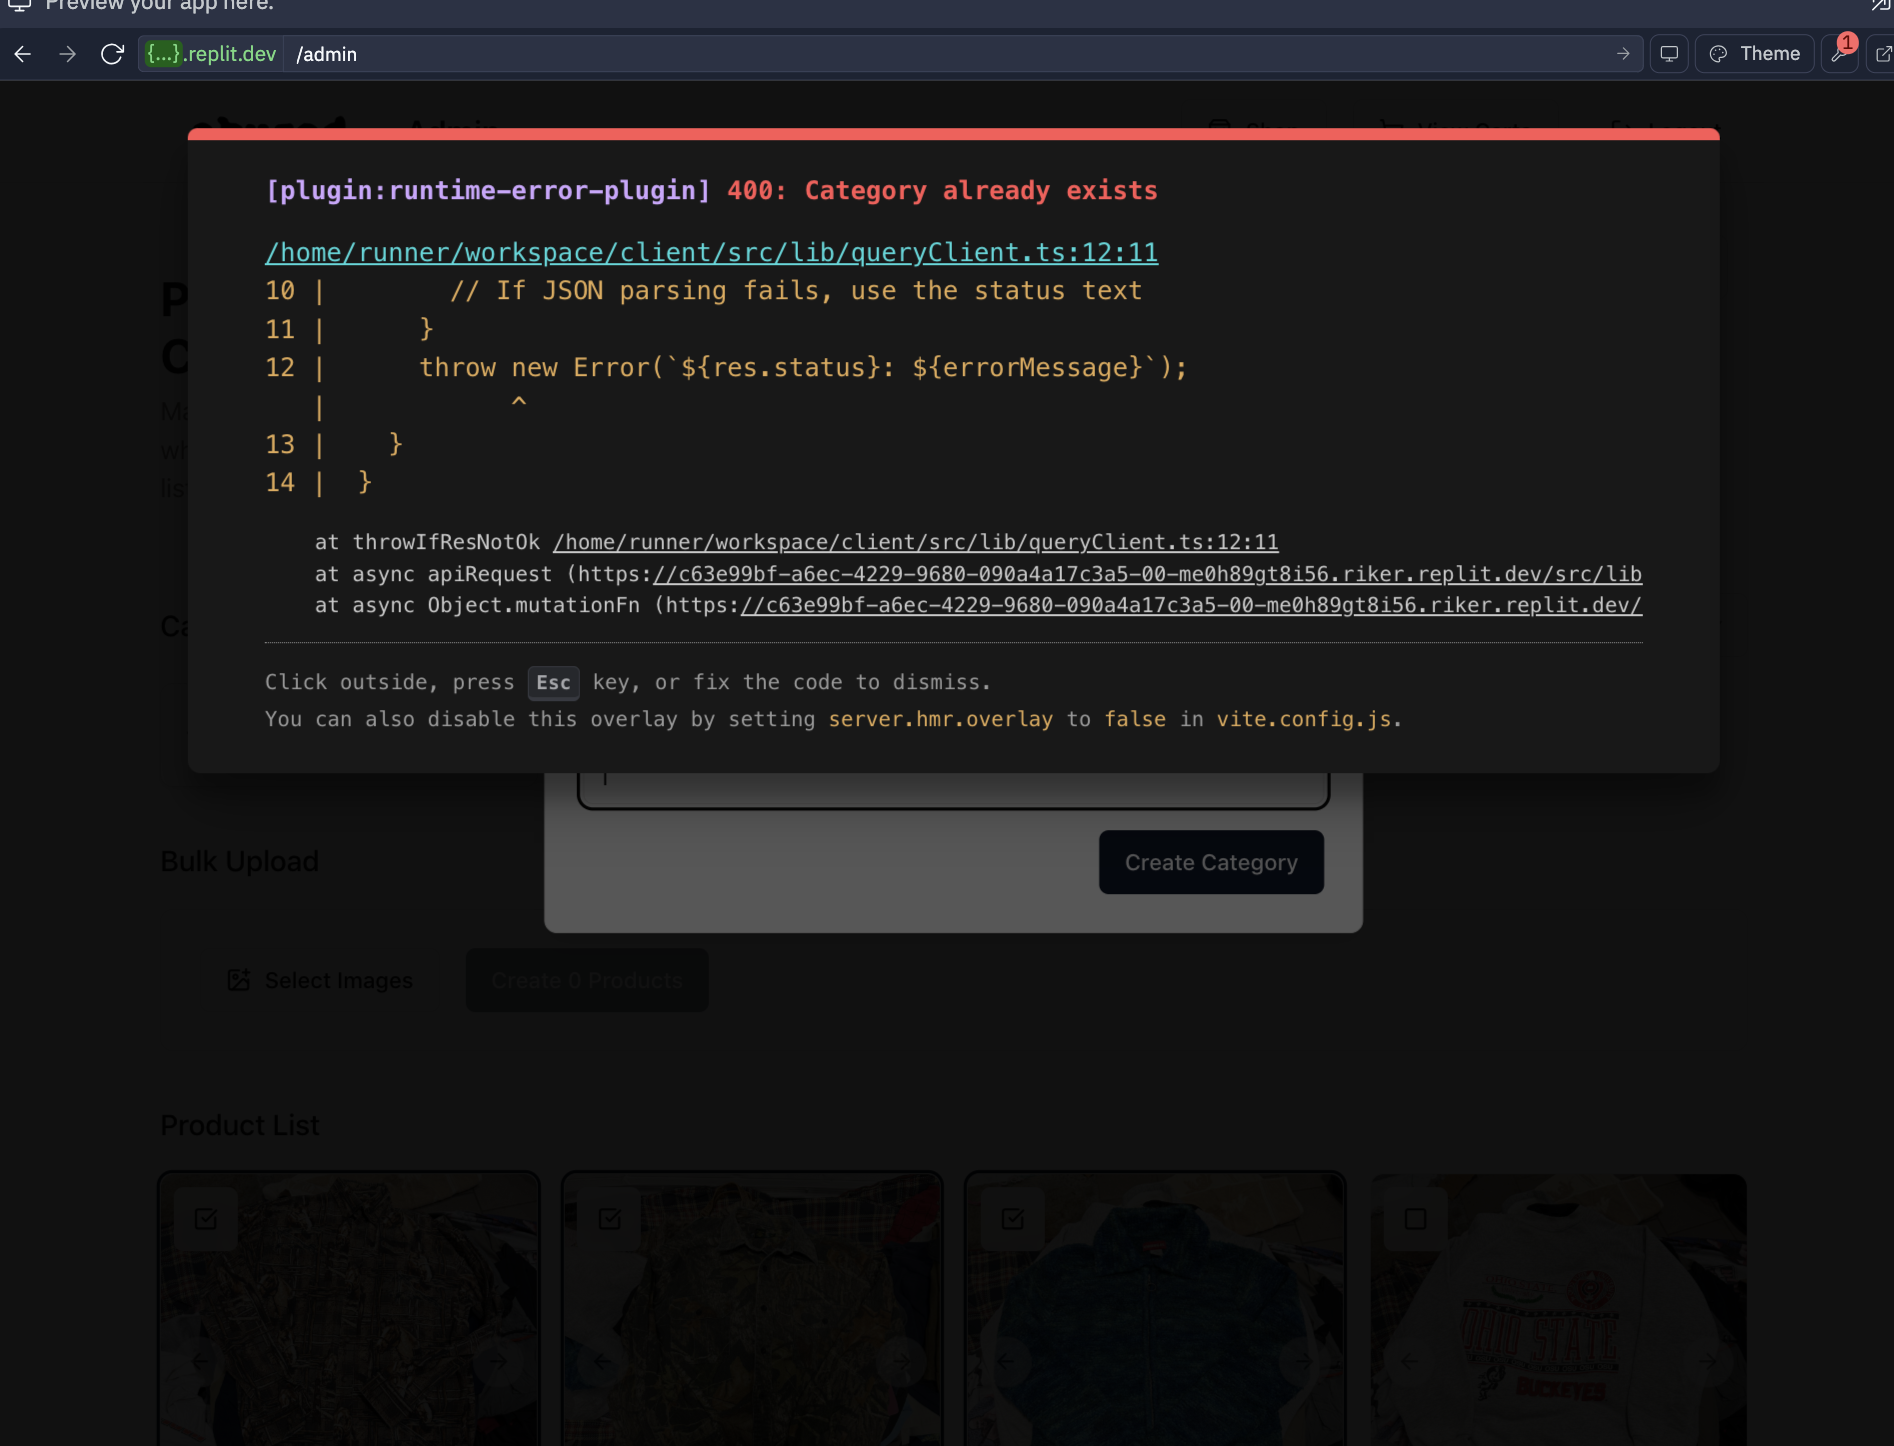 Preview your app here.
{...}.replit.dev /admin
Theme
1
Admin
[plugin:runtime-error-plugin] 400: Category already exists
/home/runner/workspace/client/src/lib/queryClient.ts:12:11
10 | // If JSON parsing fails, use the status text
11 | }
12 | throw new Error(`${res.status}: ${errorMessage}`);
| ^
13 | }
14 | }
at throwIfResNotOk /home/runner/workspace/client/src/lib/queryClient.ts:12:11
at async apiRequest (https://c63e99bf-a6ec-4229-9680-090a4a17c3a5-00-me0h89gt8i56.riker.replit.dev/src/lib
at async Object.mutationFn (https://c63e99bf-a6ec-4229-9680-090a4a17c3a5-00-me0h89gt8i56.riker.replit.dev/
Click outside, press Esc key, or fix the code to dismiss.
You can also disable this overlay by setting server.hmr.overlay to false in vite.config.js.
Create Category
Bulk Upload
Select Images
Create 0 Products
Product List
OHIO STATE
BUCKEYES